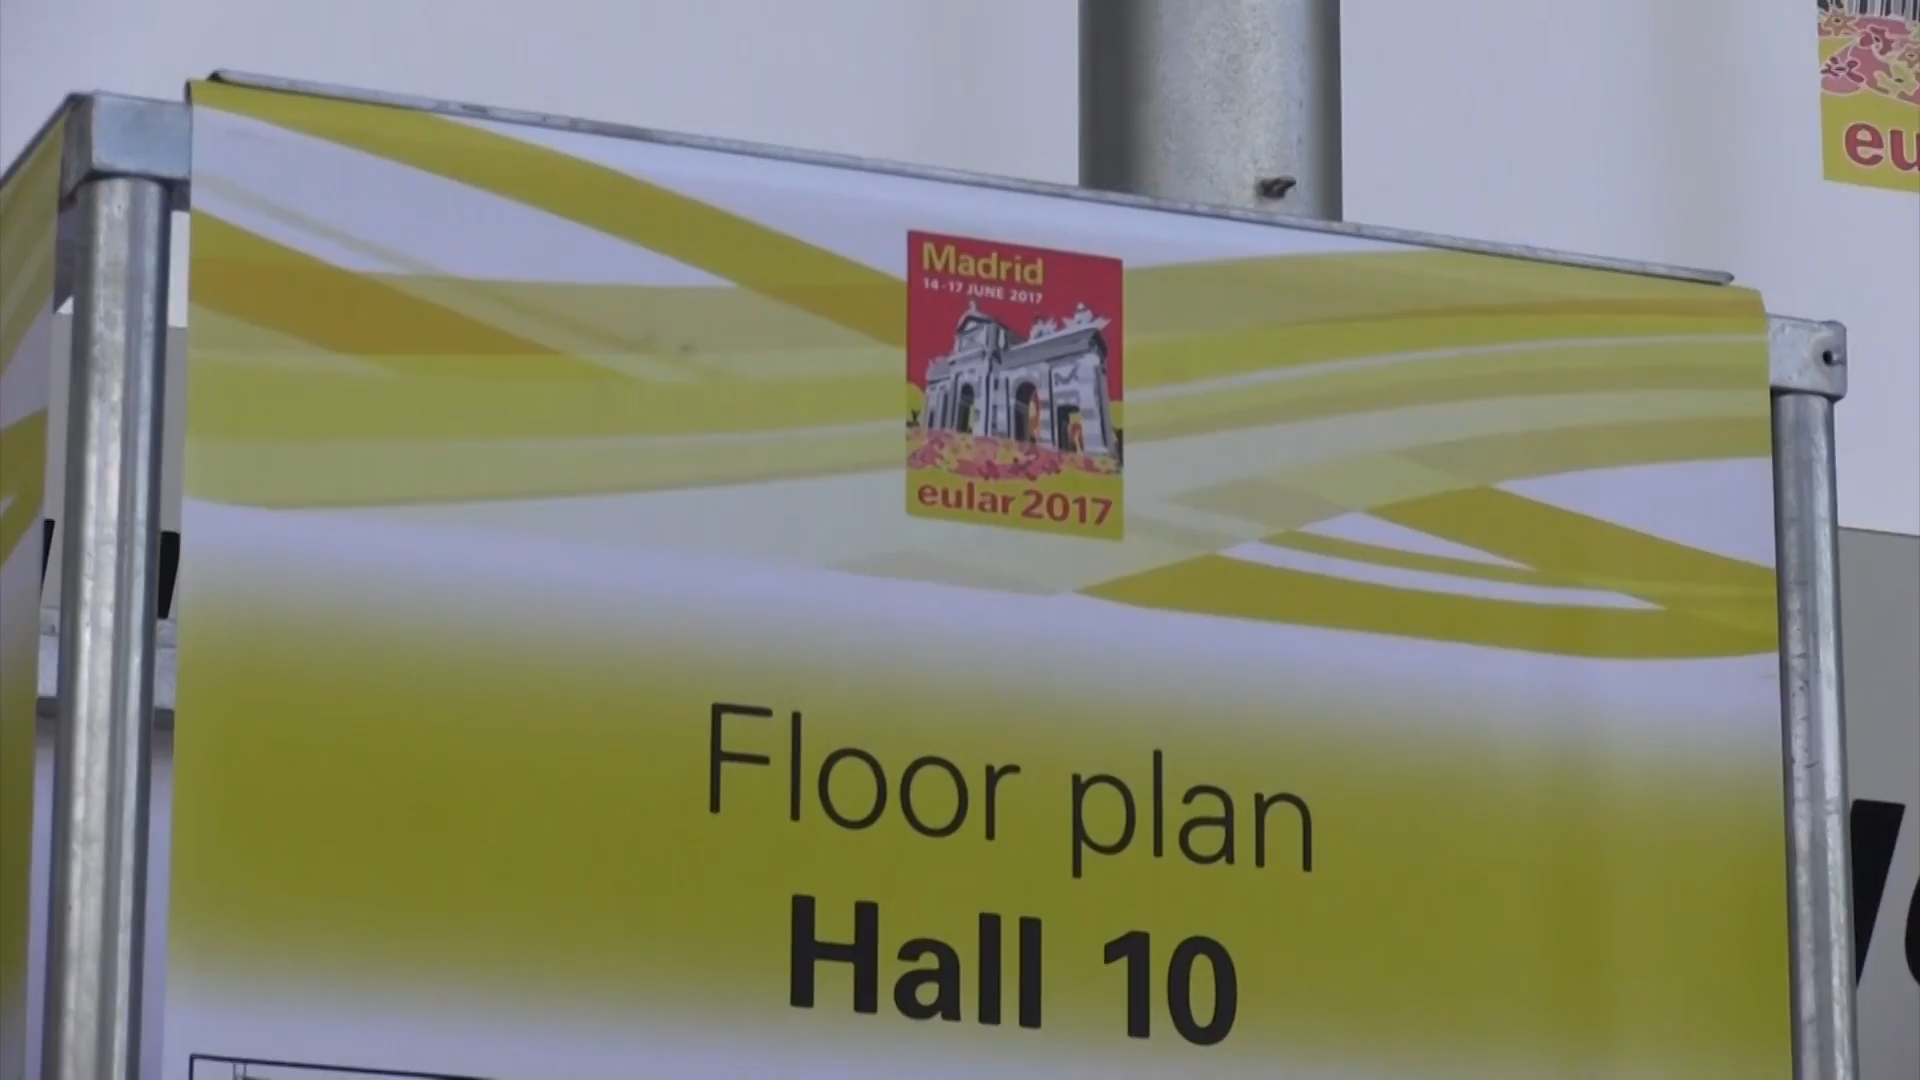 Madrid
14-17 JUNE 2017
eular 2017
Floor plan
Hall 10
eu